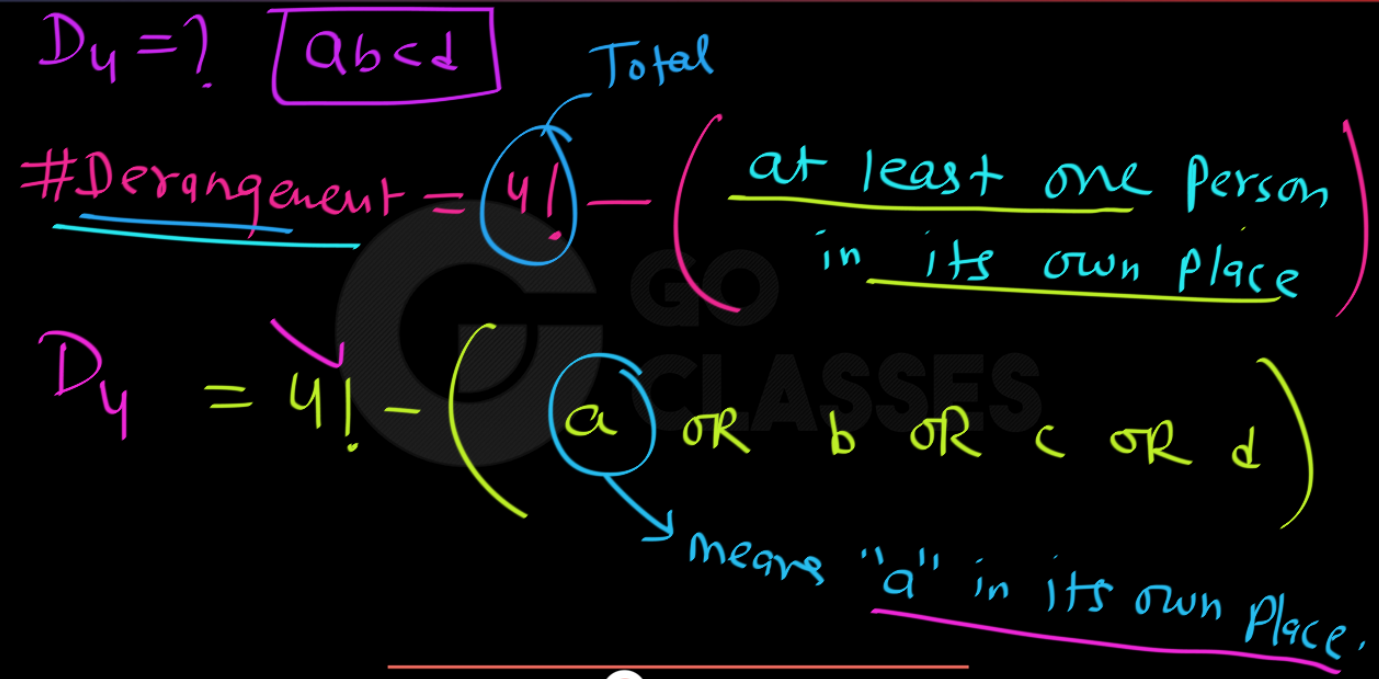 D₄ = ? abcd
Total
#Derangement = 4! - ( at least one person
in its own place )
D₄ = 4! - ( a OR b OR c OR d )
means "a" in its own place.
GO
CLASSES